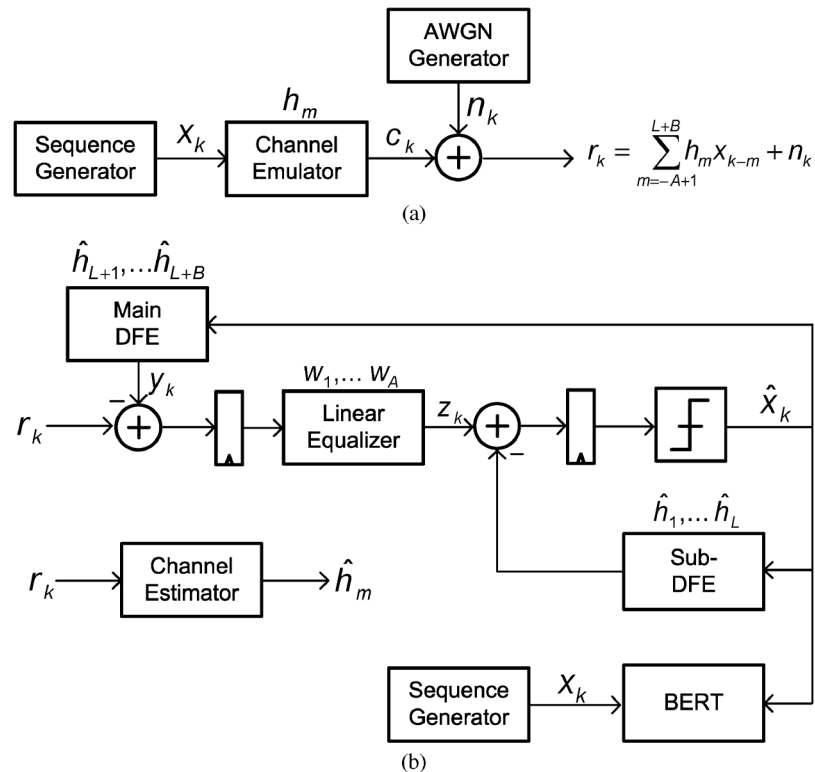 AWGN
Generator
n_k
h_m
Sequence
Generator
x_k
Channel
Emulator
c_k
+
r_k = \sum_{m=-A+1}^{L+B} h_m x_{k-m} + n_k
(a)
ĥ_{L+1},...ĥ_{L+B}
Main
DFE
− y_k
r_k
+
w_1,... w_A
Linear
Equalizer
z_k
+
−
x̂_k
ĥ_1,... ĥ_L
Sub-
DFE
r_k
Channel
Estimator
ĥ_m
Sequence
Generator
x_k
BERT
(b)